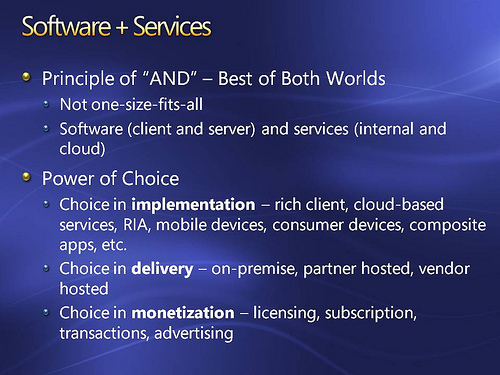 Software + Services
Principle of “AND” – Best of Both Worlds
Not one-size-fits-all
Software (client and server) and services (internal and
cloud)
Power of Choice
Choice in implementation – rich client, cloud-based
services, RIA, mobile devices, consumer devices, composite
apps, etc.
Choice in delivery – on-premise, partner hosted, vendor
hosted
Choice in monetization – licensing, subscription,
transactions, advertising